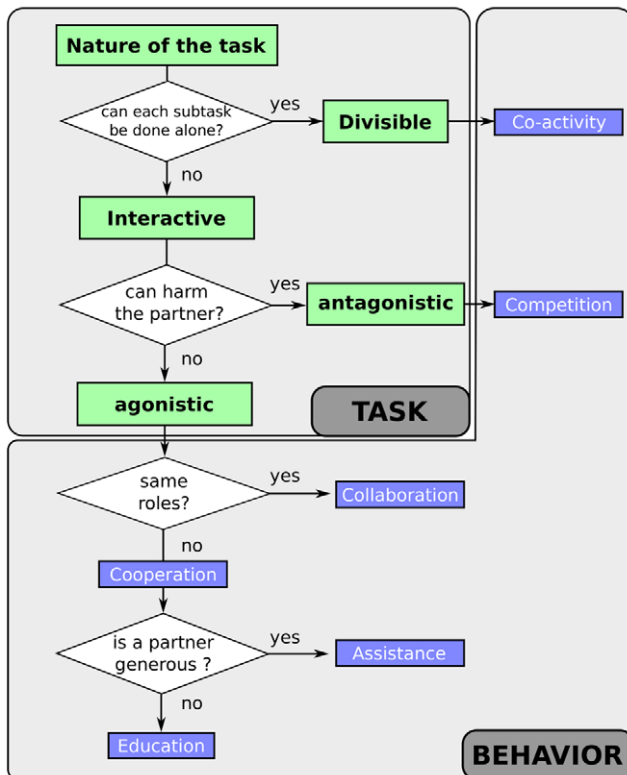 Nature of the task
can each subtask
be done alone?
yes
Divisible
Co-activity
no
Interactive
can harm
the partner?
yes
antagonistic
Competition
no
agonistic
TASK
same
roles?
yes
Collaboration
no
Cooperation
is a partner
generous ?
yes
Assistance
no
Education
BEHAVIOR